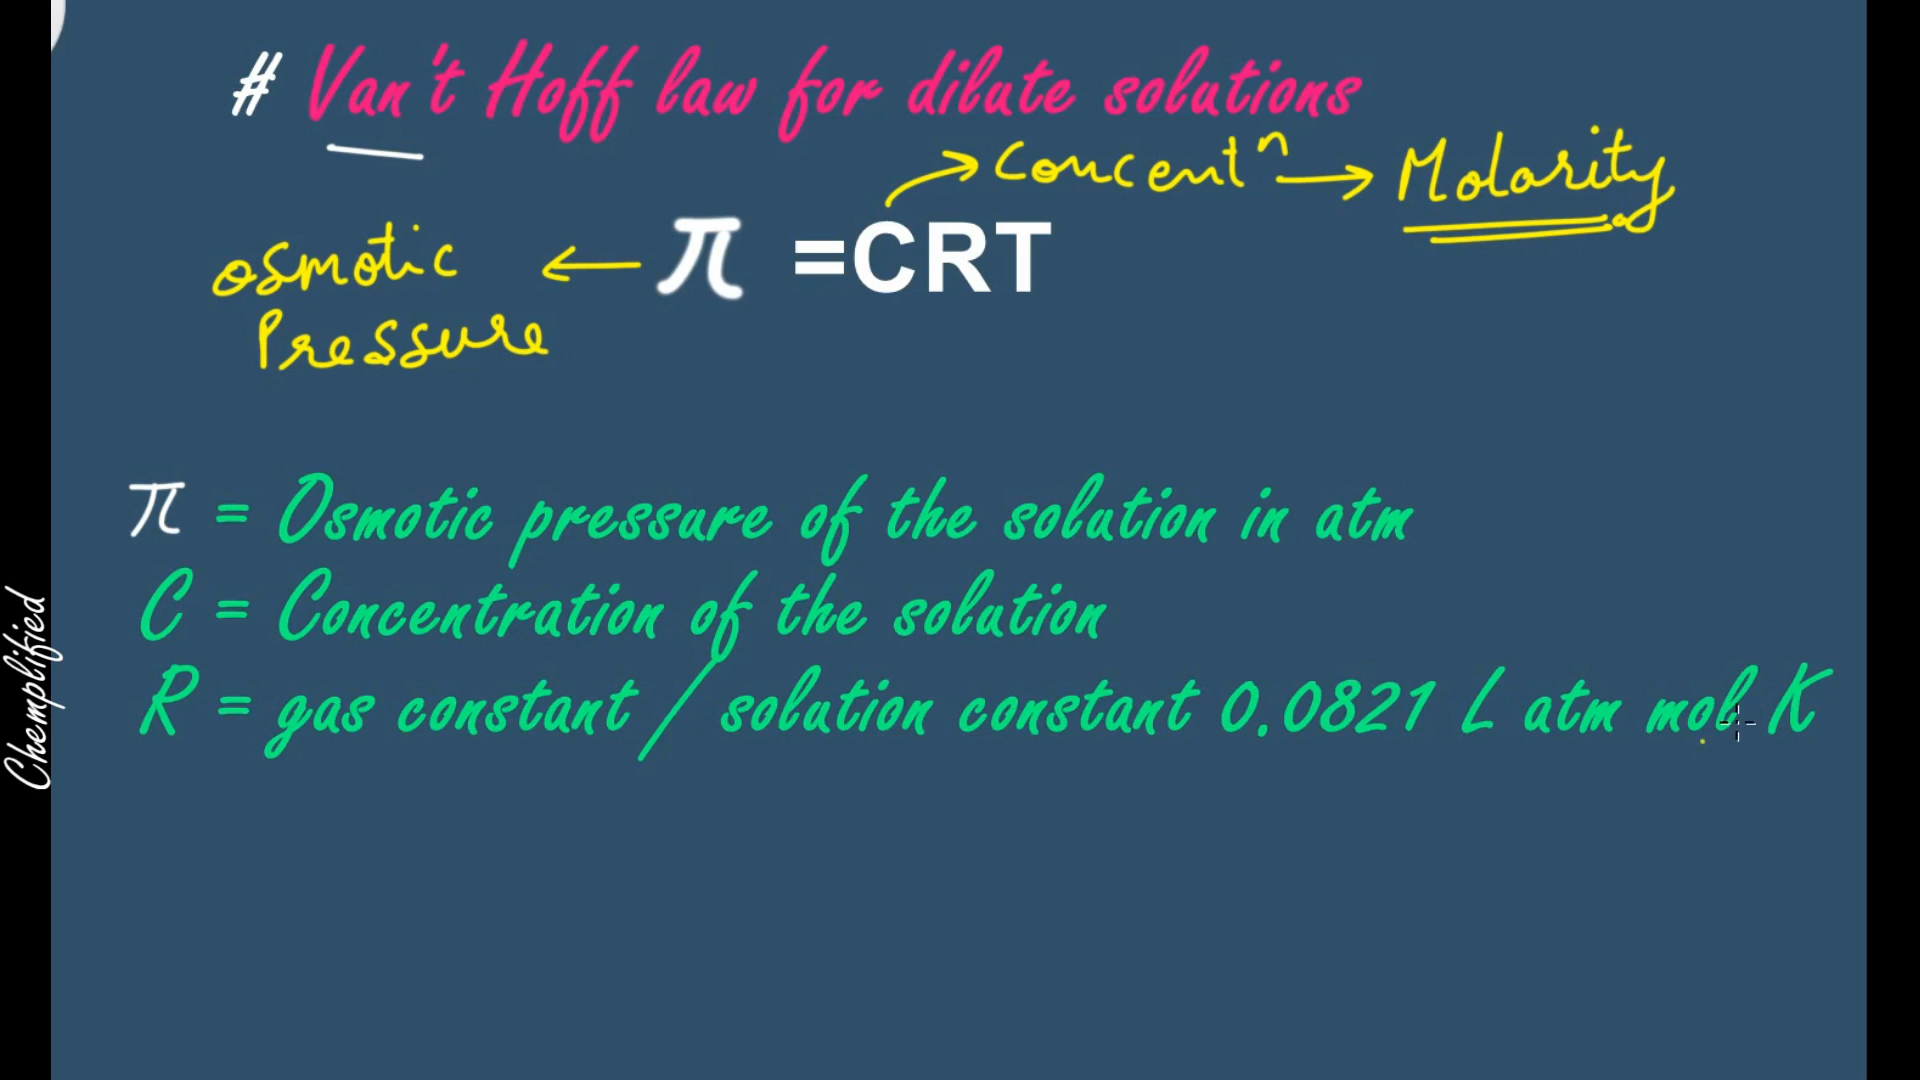 # Van't Hoff law for dilute solutions
Concentⁿ → Molarity
π =CRT
osmotic
Pressure
π = Osmotic pressure of the solution in atm
C = Concentration of the solution
R = gas constant / solution constant 0.0821 L atm mol K
Chemplified